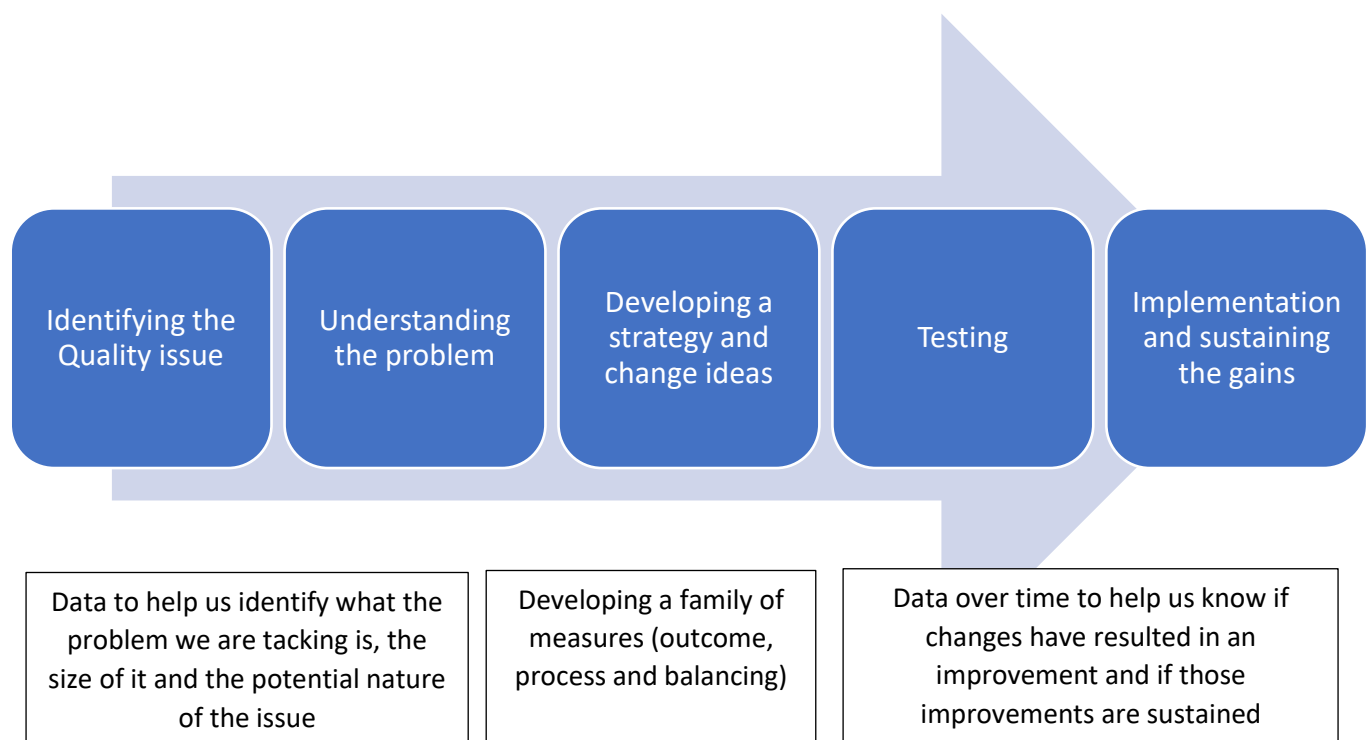 Identifying the
Quality issue
Understanding
the problem
Developing a
strategy and
change ideas
Testing
Implementation
and sustaining
the gains
Data to help us identify what the
problem we are tacking is, the
size of it and the potential nature
of the issue
Developing a family of
measures (outcome,
process and balancing)
Data over time to help us know if
changes have resulted in an
improvement and if those
improvements are sustained